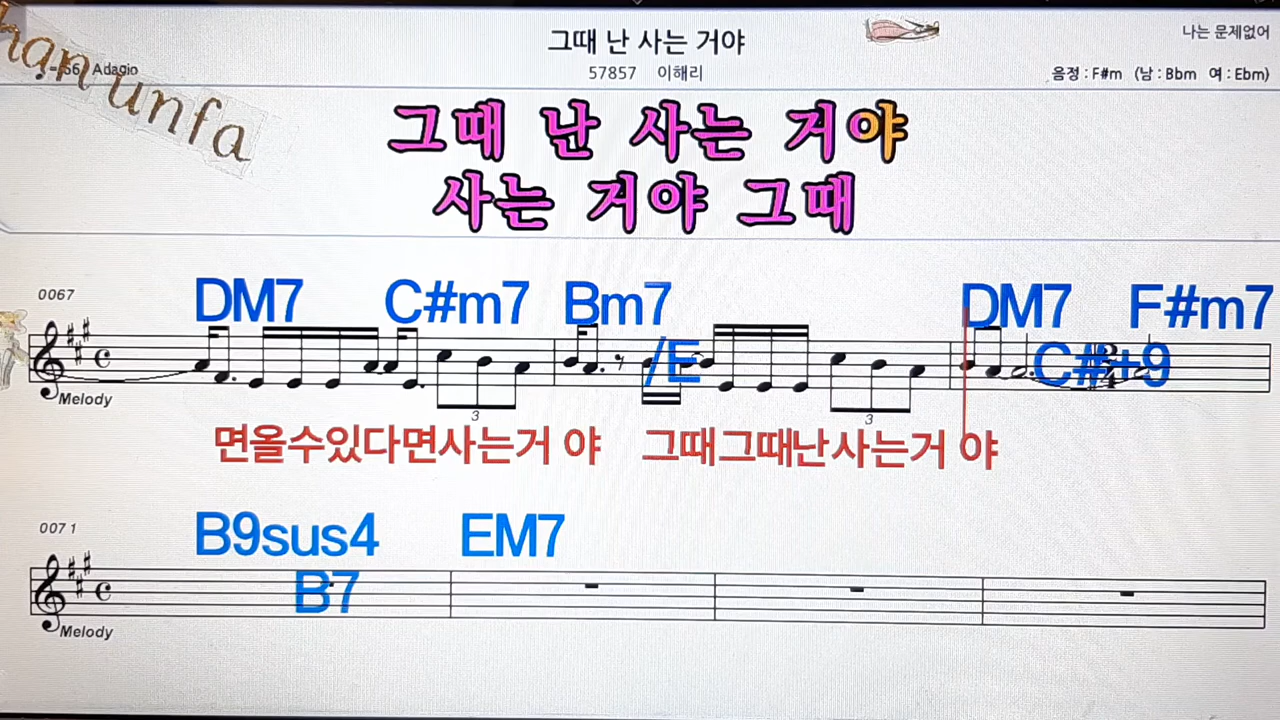 그때 난 사는 거야
나는 문제없어
57857 이해리
음정 : F#m (남 : Bbm 여 : Ebm)
Adagio
han unfa
그때 난 사는 거야
사는 거야 그때
0067
DM7 C#m7 Bm7 DM7 F#m7
/E C#+9
Melody
3 3
면올수있다면사는거 야 그때그때난사는거 야
0071
B9sus4 EM7
B7
Melody